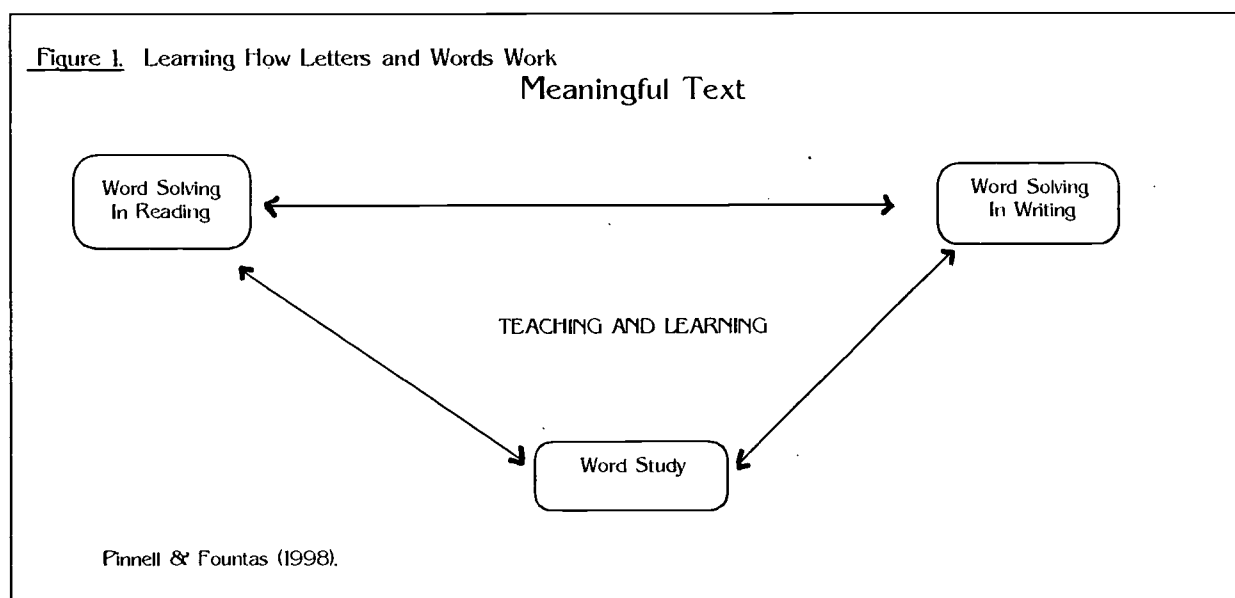 Figure 1. Learning How Letters and Words Work
Meaningful Text
Word Solving
In Reading
Word Solving
In Writing
TEACHING AND LEARNING
Word Study
Pinnell & Fountas (1998).